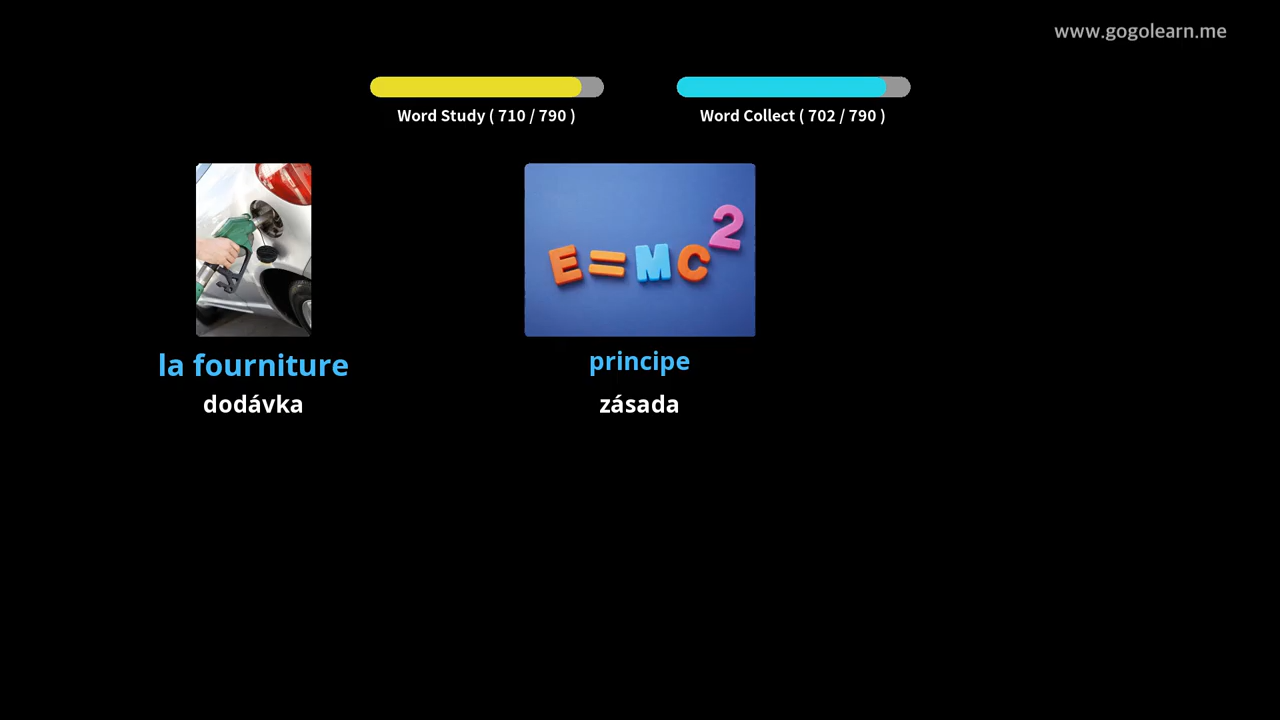 www.gogolearn.me
Word Study ( 710 / 790 )
Word Collect ( 702 / 790 )
E=MC2
la fourniture
principe
dodávka
zásada